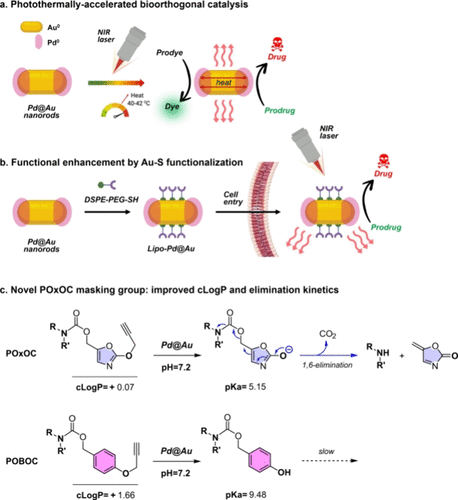 a. Photothermally-accelerated bioorthogonal catalysis
Au⁰
Pd⁰
NIR
laser
Prodye
Drug
heat
Heat
40-42 ºC
Pd@Au
nanorods
Dye
Prodrug
NIR
laser
b. Functional enhancement by Au-S functionalization
DSPE-PEG-SH
Cell
entry
Drug
Prodrug
Pd@Au
nanorods
Lipo-Pd@Au
c. Novel POxOC masking group: improved cLogP and elimination kinetics
POxOC
R
N
R'
O
O
O
N
O
cLogP= + 0.07
Pd@Au
pH=7.2
R
N
R'
O
O
O
N
O
⊖
pKa= 5.15
CO₂
1,6-elimination
R
NH
R'
+
O
N
O
POBOC
R
N
R'
O
O
O
cLogP= + 1.66
Pd@Au
pH=7.2
R
N
R'
O
O
OH
pKa= 9.48
slow